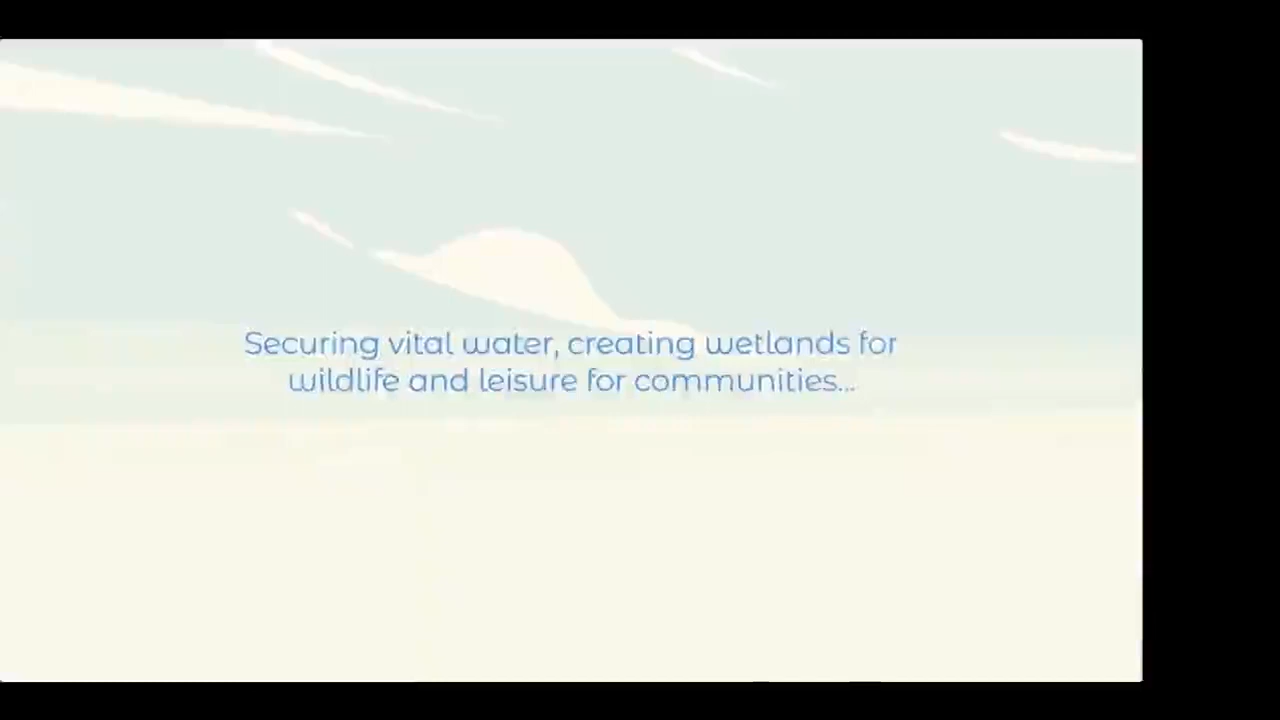 Securing vital water, creating wetlands for
wildlife and leisure for communities...